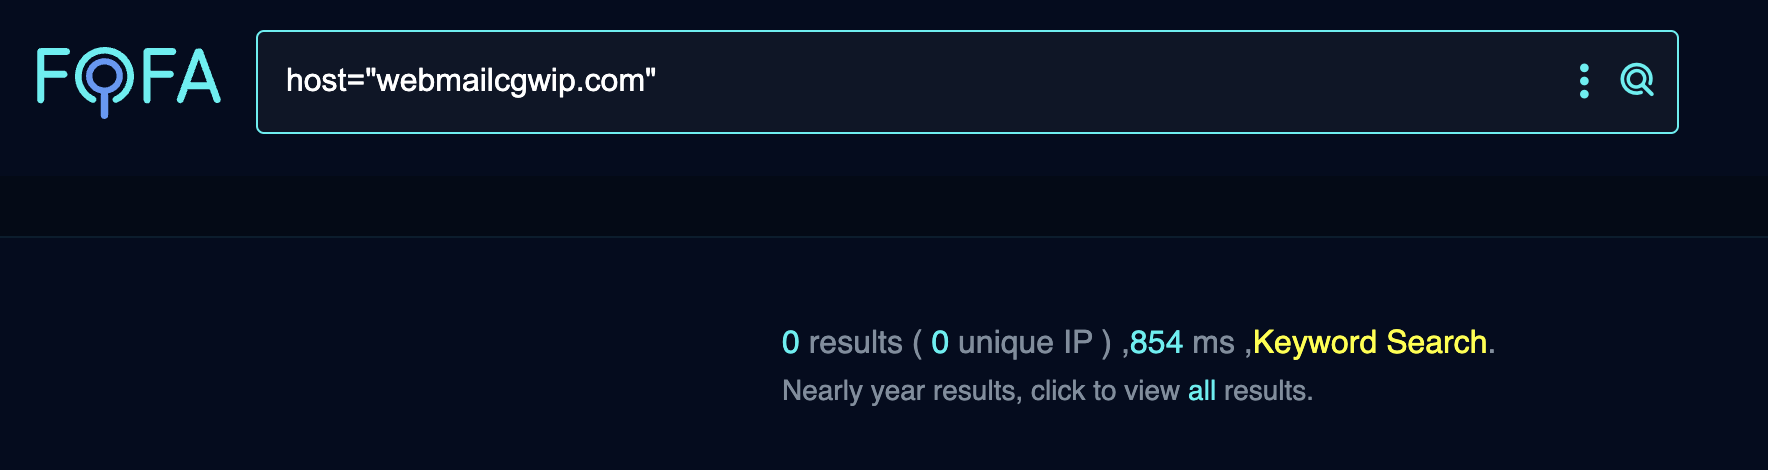 FOFA
host="webmailcgwip.com"
0 results ( 0 unique IP ) ,854 ms ,Keyword Search.
Nearly year results, click to view all results.